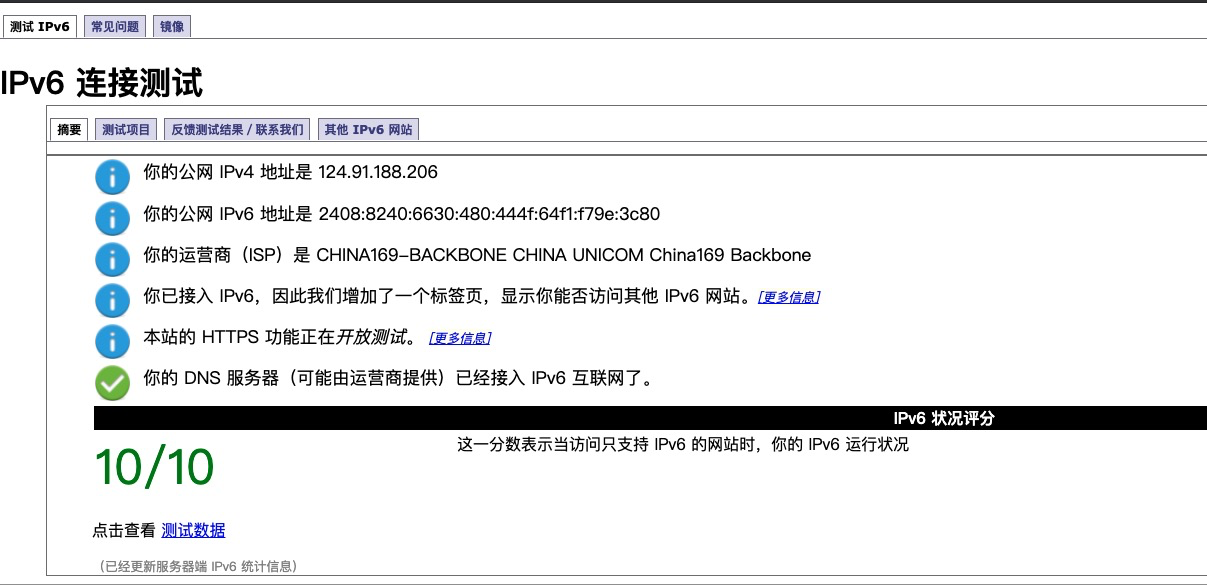 测试 IPv6 常见问题 镜像
IPv6 连接测试
摘要 测试项目 反馈测试结果 / 联系我们 其他 IPv6 网站
你的公网 IPv4 地址是 124.91.188.206
你的公网 IPv6 地址是 2408:8240:6630:480:444f:64f1:f79e:3c80
你的运营商（ISP）是 CHINA169-BACKBONE CHINA UNICOM China169 Backbone
你已接入 IPv6，因此我们增加了一个标签页，显示你能否访问其他 IPv6 网站。[更多信息]
本站的 HTTPS 功能正在开放测试。 [更多信息]
你的 DNS 服务器（可能由运营商提供）已经接入 IPv6 互联网了。
IPv6 状况评分
10/10
这一分数表示当访问只支持 IPv6 的网站时，你的 IPv6 运行状况
点击查看 测试数据
（已经更新服务器端 IPv6 统计信息）